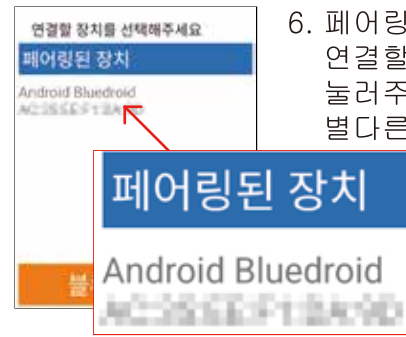 연결할 장치를 선택해주세요
페어링된 장치
Android Bluedroid
6. 페어링
연결할
눌러주
별다른
페어링된 장치
Android Bluedroid